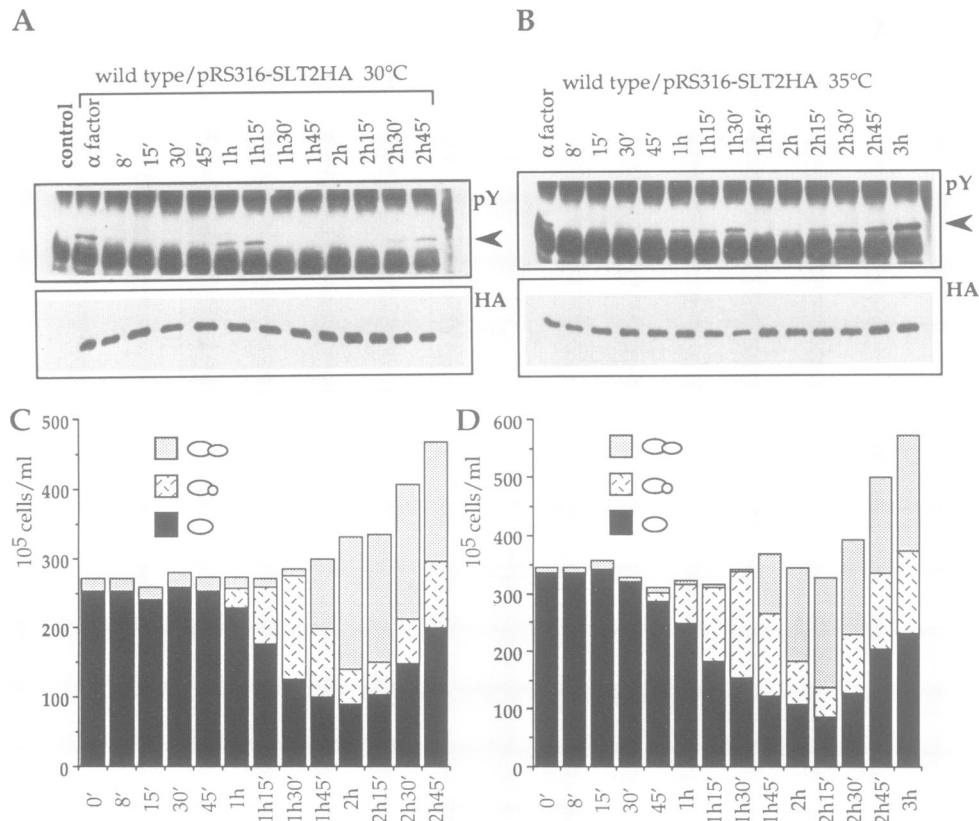 A
wild type/pRS316-SLT2HA 30°C
control
α factor
8′
15′
30′
45′
1h
1h15′
1h30′
1h45′
2h
2h15′
2h30′
2h45′
pY
HA
B
wild type/pRS316-SLT2HA 35°C
α factor
8′
15′
30′
45′
1h
1h15′
1h30′
1h45′
2h
2h15′
2h30′
2h45′
3h
pY
HA
C
10⁵ cells/ml
500
400
300
200
100
0
0′
8′
15′
30′
45′
1h
1h15′
1h30′
1h45′
2h
2h15′
2h30′
2h45′
D
10⁵ cells/ml
600
500
400
300
200
100
0
0′
8′
15′
30′
45′
1h
1h15′
1h30′
1h45′
2h
2h15′
2h30′
2h45′
3h